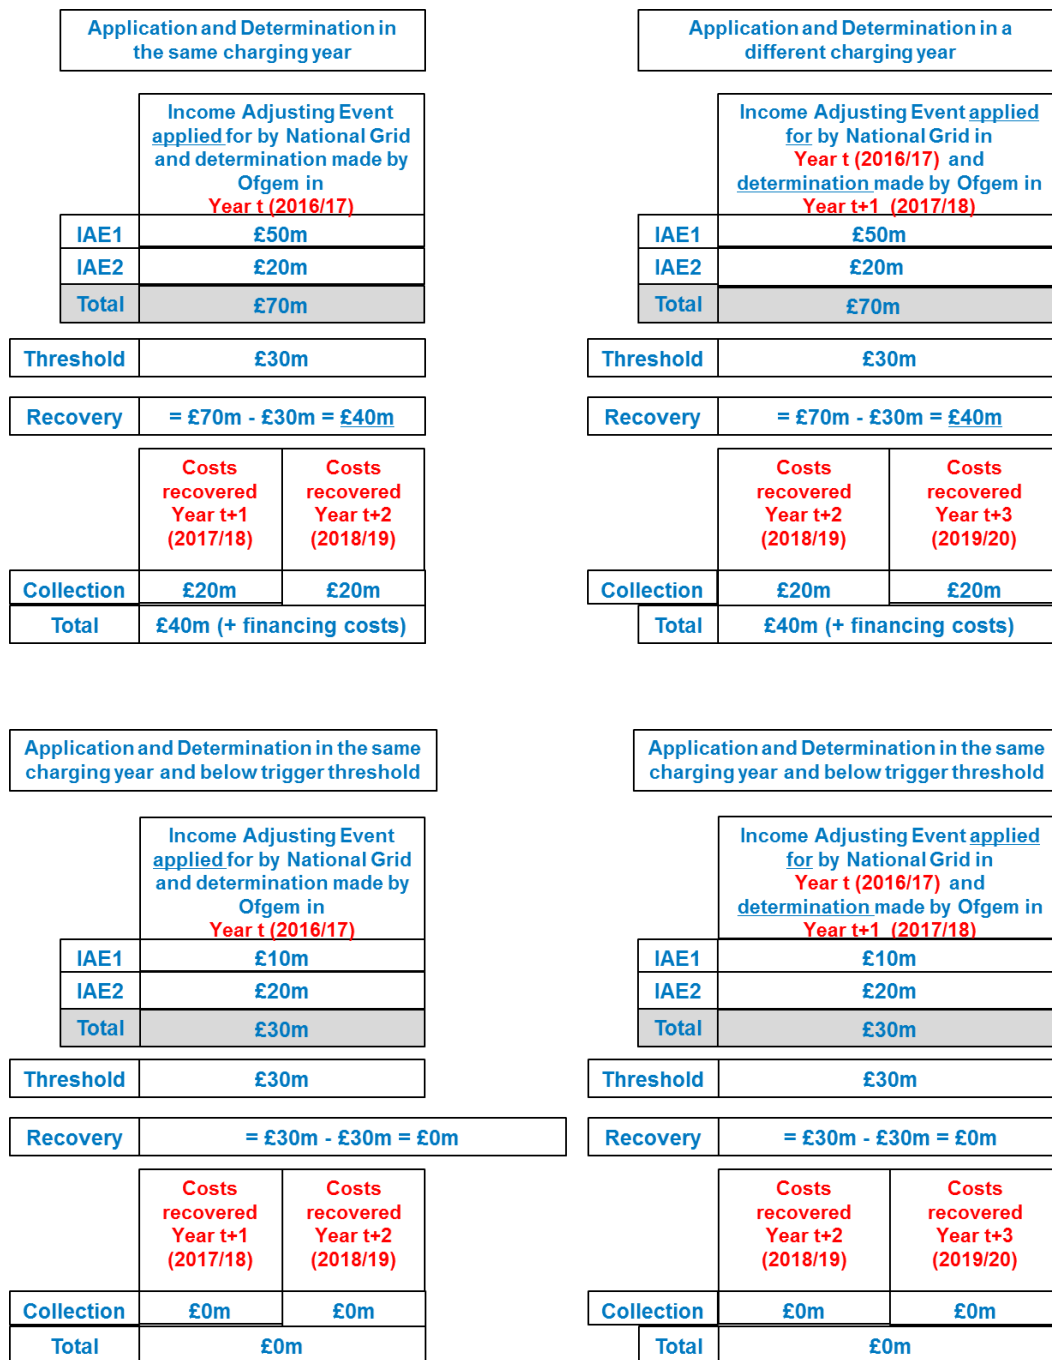 Application and Determination in
the same charging year
Income Adjusting Event
applied for by National Grid
and determination made by
Ofgem in
Year t (2016/17)
IAE1 £50m
IAE2 £20m
Total £70m
Threshold £30m
Recovery = £70m - £30m = £40m
Costs
recovered
Year t+1
(2017/18)
Costs
recovered
Year t+2
(2018/19)
Collection £20m £20m
Total £40m (+ financing costs)
Application and Determination in a
different charging year
Income Adjusting Event applied
for by National Grid in
Year t (2016/17) and
determination made by Ofgem in
Year t+1 (2017/18)
IAE1 £50m
IAE2 £20m
Total £70m
Threshold £30m
Recovery = £70m - £30m = £40m
Costs
recovered
Year t+2
(2018/19)
Costs
recovered
Year t+3
(2019/20)
Collection £20m £20m
Total £40m (+ financing costs)
Application and Determination in the same
charging year and below trigger threshold
Income Adjusting Event
applied for by National Grid
and determination made by
Ofgem in
Year t (2016/17)
IAE1 £10m
IAE2 £20m
Total £30m
Threshold £30m
Recovery = £30m - £30m = £0m
Costs
recovered
Year t+1
(2017/18)
Costs
recovered
Year t+2
(2018/19)
Collection £0m £0m
Total £0m
Application and Determination in the same
charging year and below trigger threshold
Income Adjusting Event applied
for by National Grid in
Year t (2016/17) and
determination made by Ofgem in
Year t+1 (2017/18)
IAE1 £10m
IAE2 £20m
Total £30m
Threshold £30m
Recovery = £30m - £30m = £0m
Costs
recovered
Year t+2
(2018/19)
Costs
recovered
Year t+3
(2019/20)
Collection £0m £0m
Total £0m